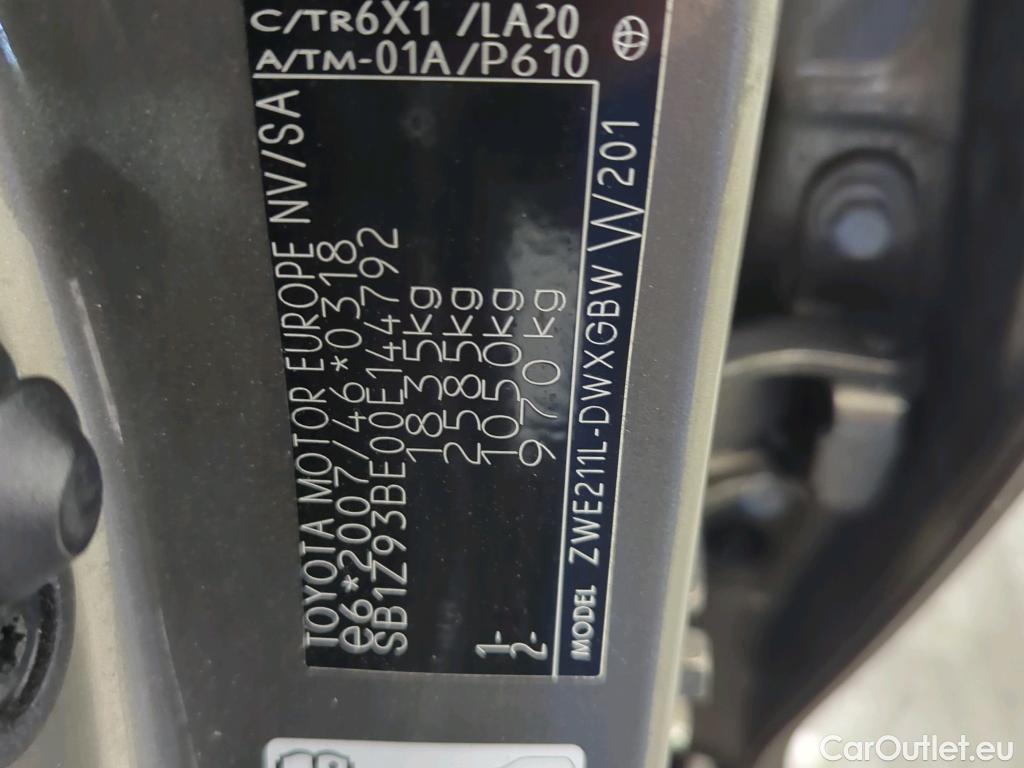 C/TR6X1 /LA20
A/TM-01A/P610
TOYOTA MOTOR EUROPE NV/SA
e6*2007/46*0318
SB1Z93BE00E144792
1835kg
2585kg
1- 1050kg
2- 970kg
MODEL ZWE211L-DWXGBW W201
CarOutlet.eu